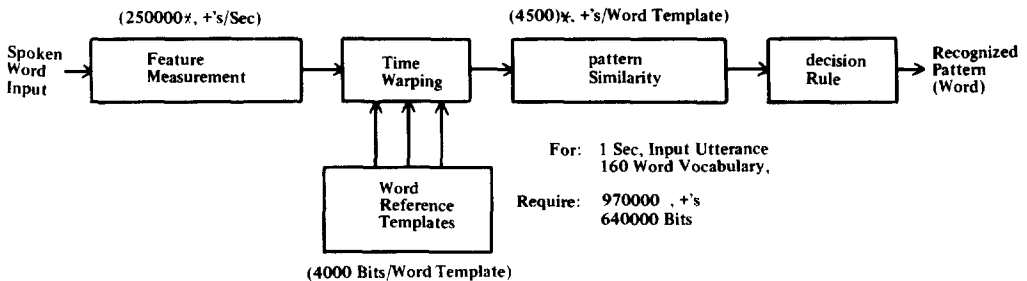 (250000*, +'s/Sec)
(4500)*, +'s/Word Template)
Spoken
Word
Input
Feature
Measurement
Time
Warping
pattern
Similarity
decision
Rule
Recognized
Pattern
(Word)
For: 1 Sec, Input Utterance
160 Word Vocabulary,
Word
Reference
Templates
Require: 970000 , +'s
640000 Bits
(4000 Bits/Word Template)